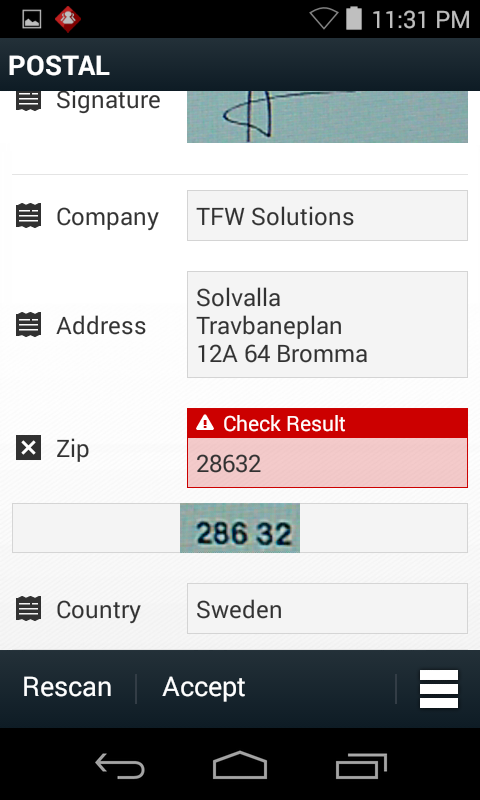 11:31 PM
POSTAL
Signature
Company
TFW Solutions
Address
Solvalla
Travbaneplan
12A 64 Bromma
Check Result
Zip
28632
286 32
Country
Sweden
Rescan
Accept